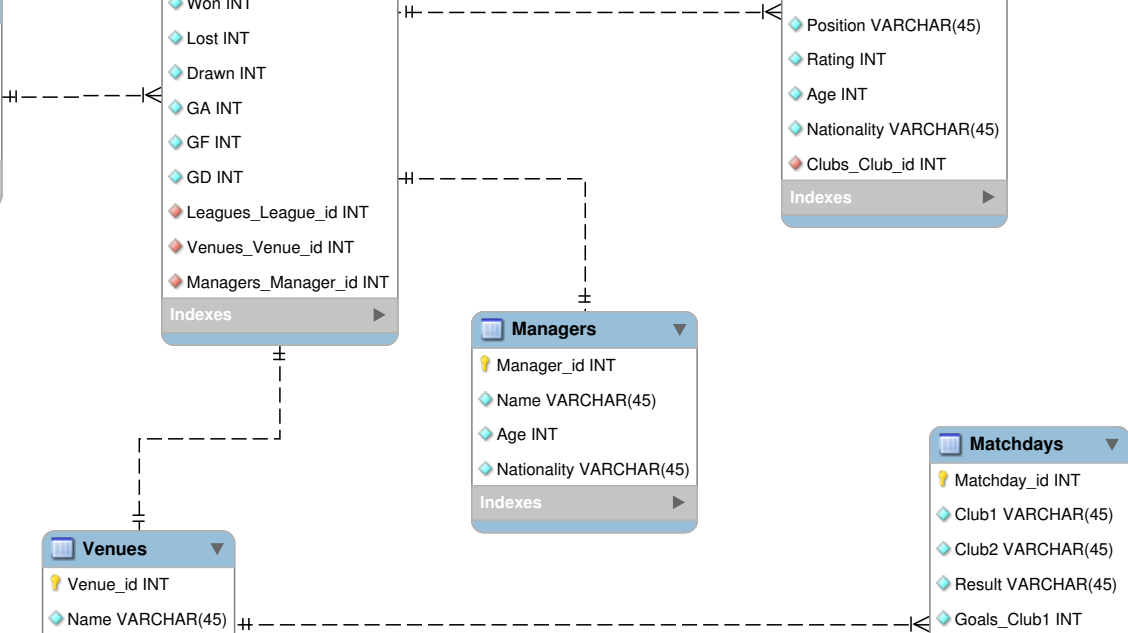 Won INT
Lost INT
Drawn INT
GA INT
GF INT
GD INT
Leagues_League_id INT
Venues_Venue_id INT
Managers_Manager_id INT
Indexes
Position VARCHAR(45)
Rating INT
Age INT
Nationality VARCHAR(45)
Clubs_Club_id INT
Indexes
Managers
Manager_id INT
Name VARCHAR(45)
Age INT
Nationality VARCHAR(45)
Indexes
Venues
Venue_id INT
Name VARCHAR(45)
Matchdays
Matchday_id INT
Club1 VARCHAR(45)
Club2 VARCHAR(45)
Result VARCHAR(45)
Goals_Club1 INT